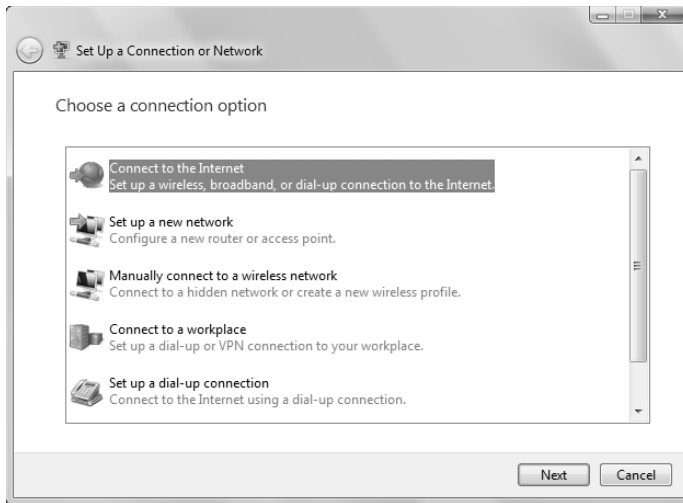 Set Up a Connection or Network
Choose a connection option
Connect to the Internet
Set up a wireless, broadband, or dial-up connection to the Internet.
Set up a new network
Configure a new router or access point.
Manually connect to a wireless network
Connect to a hidden network or create a new wireless profile.
Connect to a workplace
Set up a dial-up or VPN connection to your workplace.
Set up a dial-up connection
Connect to the Internet using a dial-up connection.
Next Cancel